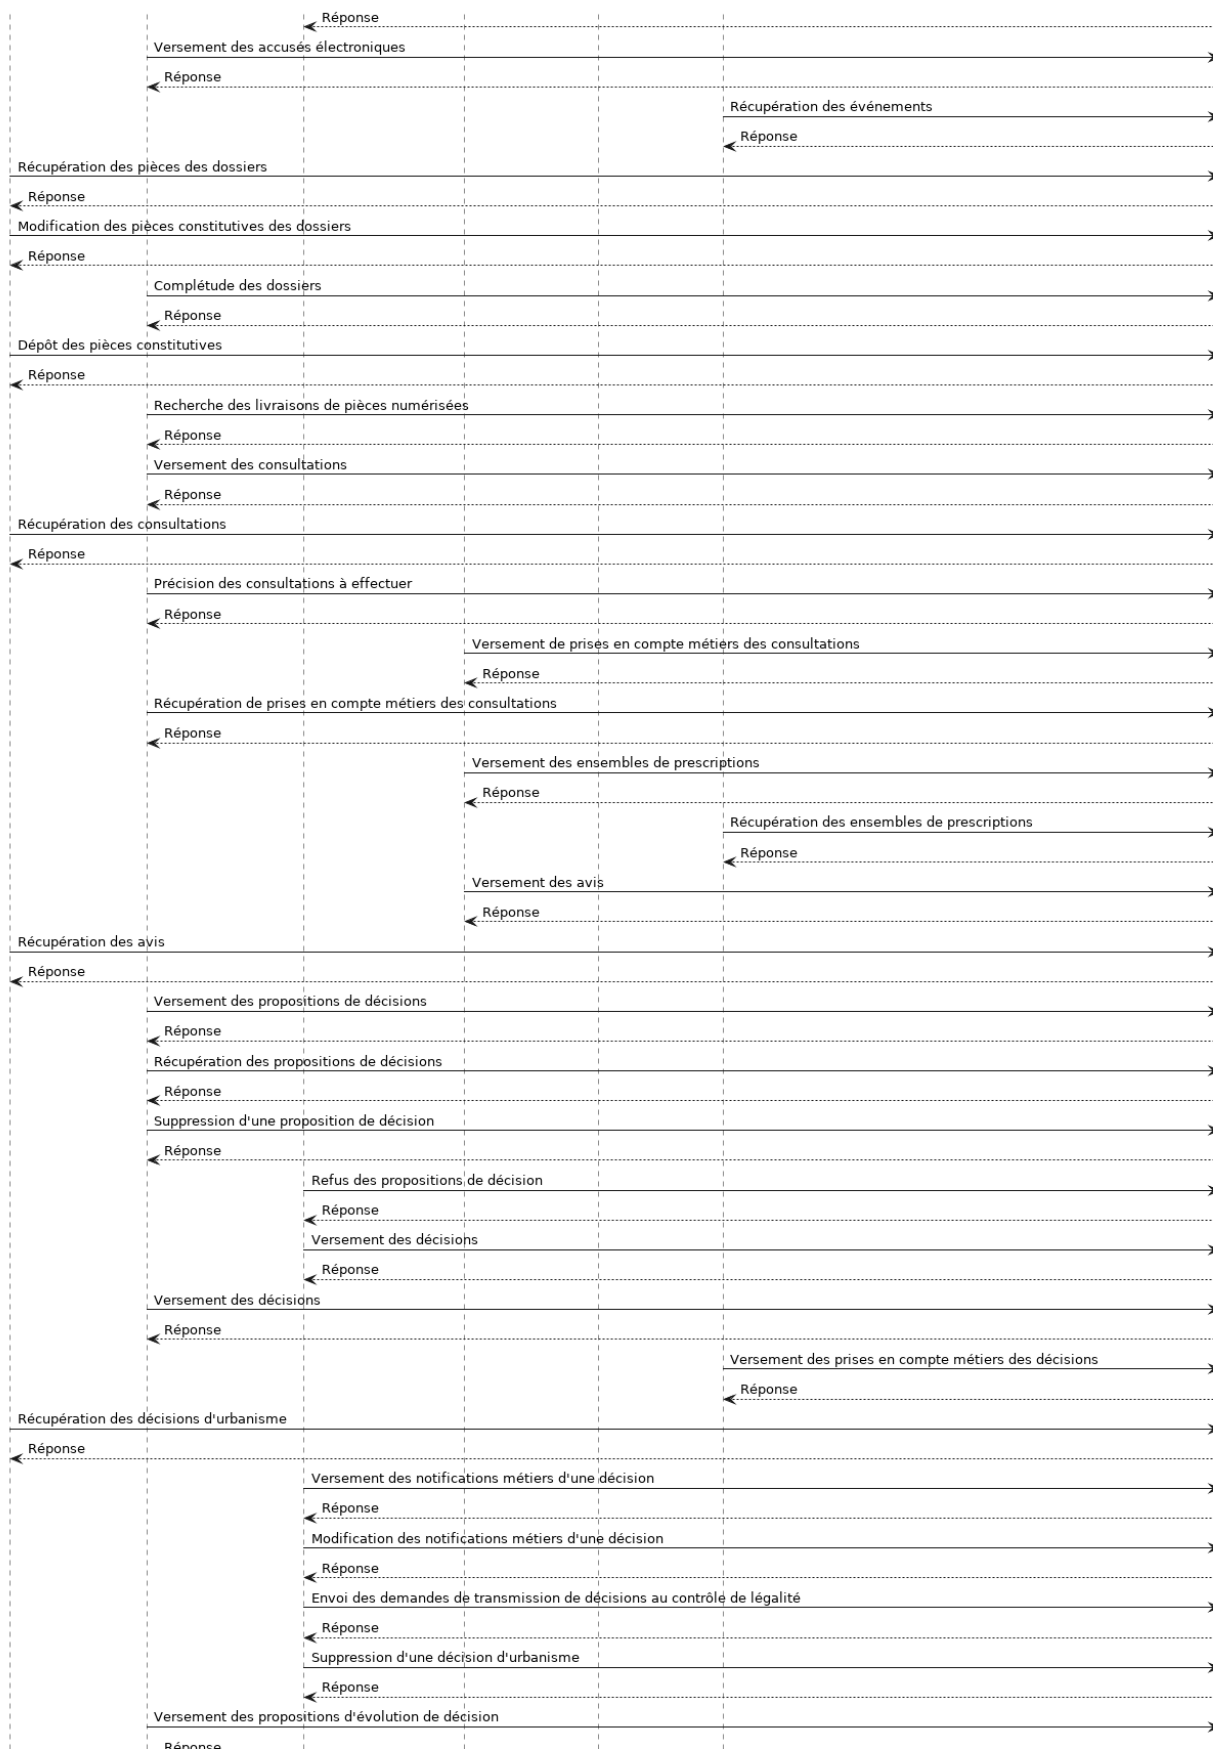 Réponse
Versement des accusés électroniques
Réponse
Récupération des événements
Réponse
Récupération des pièces des dossiers
Réponse
Modification des pièces constitutives des dossiers
Réponse
Complétude des dossiers
Réponse
Dépôt des pièces constitutives
Réponse
Recherche des livraisons de pièces numérisées
Réponse
Versement des consultations
Réponse
Récupération des consultations
Réponse
Précision des consultations à effectuer
Réponse
Versement de prises en compte métiers des consultations
Réponse
Récupération de prises en compte métiers des consultations
Réponse
Versement des ensembles de prescriptions
Réponse
Récupération des ensembles de prescriptions
Réponse
Versement des avis
Réponse
Récupération des avis
Réponse
Versement des propositions de décisions
Réponse
Récupération des propositions de décisions
Réponse
Suppression d'une proposition de décision
Réponse
Refus des propositions de décision
Réponse
Versement des décisions
Réponse
Versement des décisions
Réponse
Versement des prises en compte métiers des décisions
Réponse
Récupération des décisions d'urbanisme
Réponse
Versement des notifications métiers d'une décision
Réponse
Modification des notifications métiers d'une décision
Réponse
Envoi des demandes de transmission de décisions au contrôle de légalité
Réponse
Suppression d'une décision d'urbanisme
Réponse
Versement des propositions d'évolution de décision
Réponse